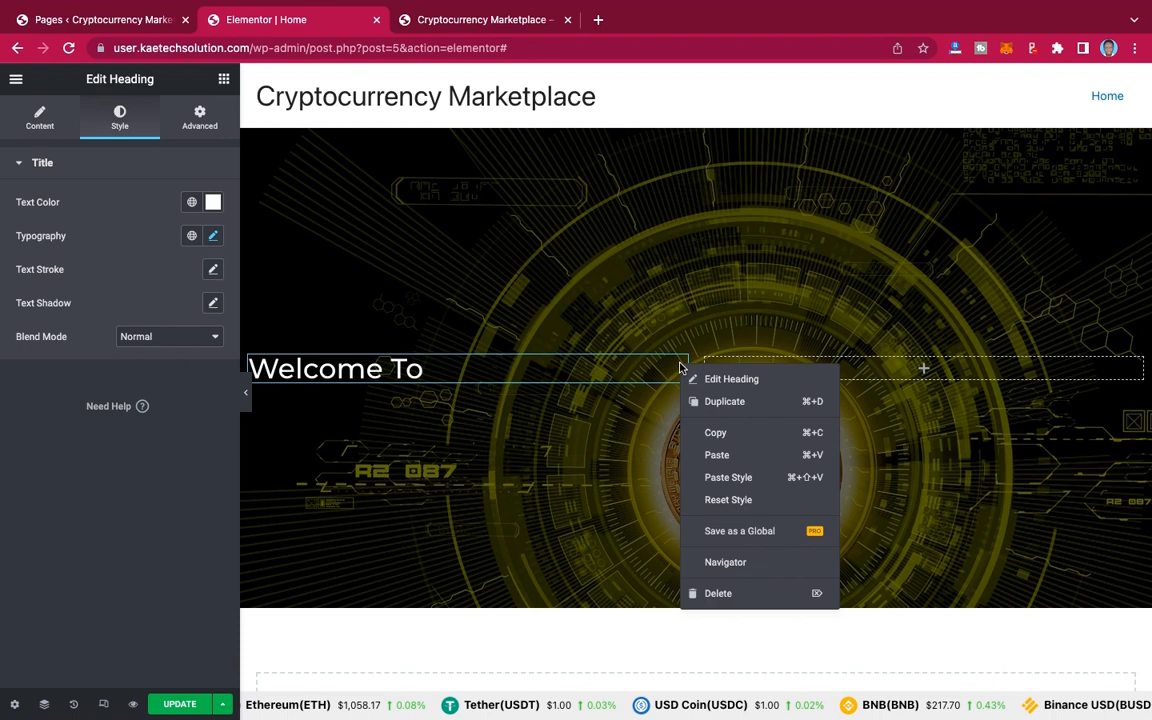 Pages < Cryptocurrency Marke
Elementor | Home
Cryptocurrency Marketplace –
user.kaetechsolution.com/wp-admin/post.php?post=5&action=elementor#
Edit Heading
Content
Style
Advanced
Title
Text Color
Typography
Text Stroke
Text Shadow
Blend Mode
Normal
Need Help
UPDATE
Cryptocurrency Marketplace
Home
Welcome To
A2 087
Edit Heading
Duplicate ⌘+D
Copy ⌘+C
Paste ⌘+V
Paste Style ⌘+⇧+V
Reset Style
Save as a Global PRO
Navigator
Delete
Ethereum(ETH) $1,058.17 ↑ 0.08% Tether(USDT) $1.00 ↑ 0.03% USD Coin(USDC) $1.00 ↑ 0.02% BNB(BNB) $217.70 ↑ 0.43% Binance USD(BUSD